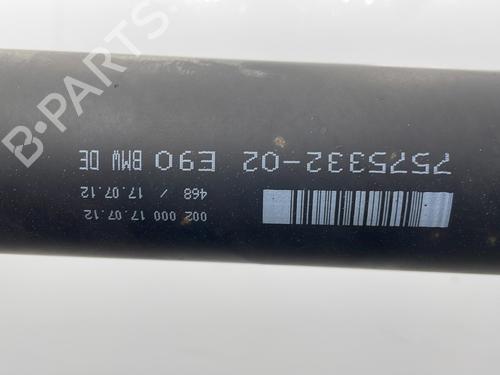 B-PARTS
7575332-02 E90 BMW DE
468 / 17.07.12
002 000 17.07.12